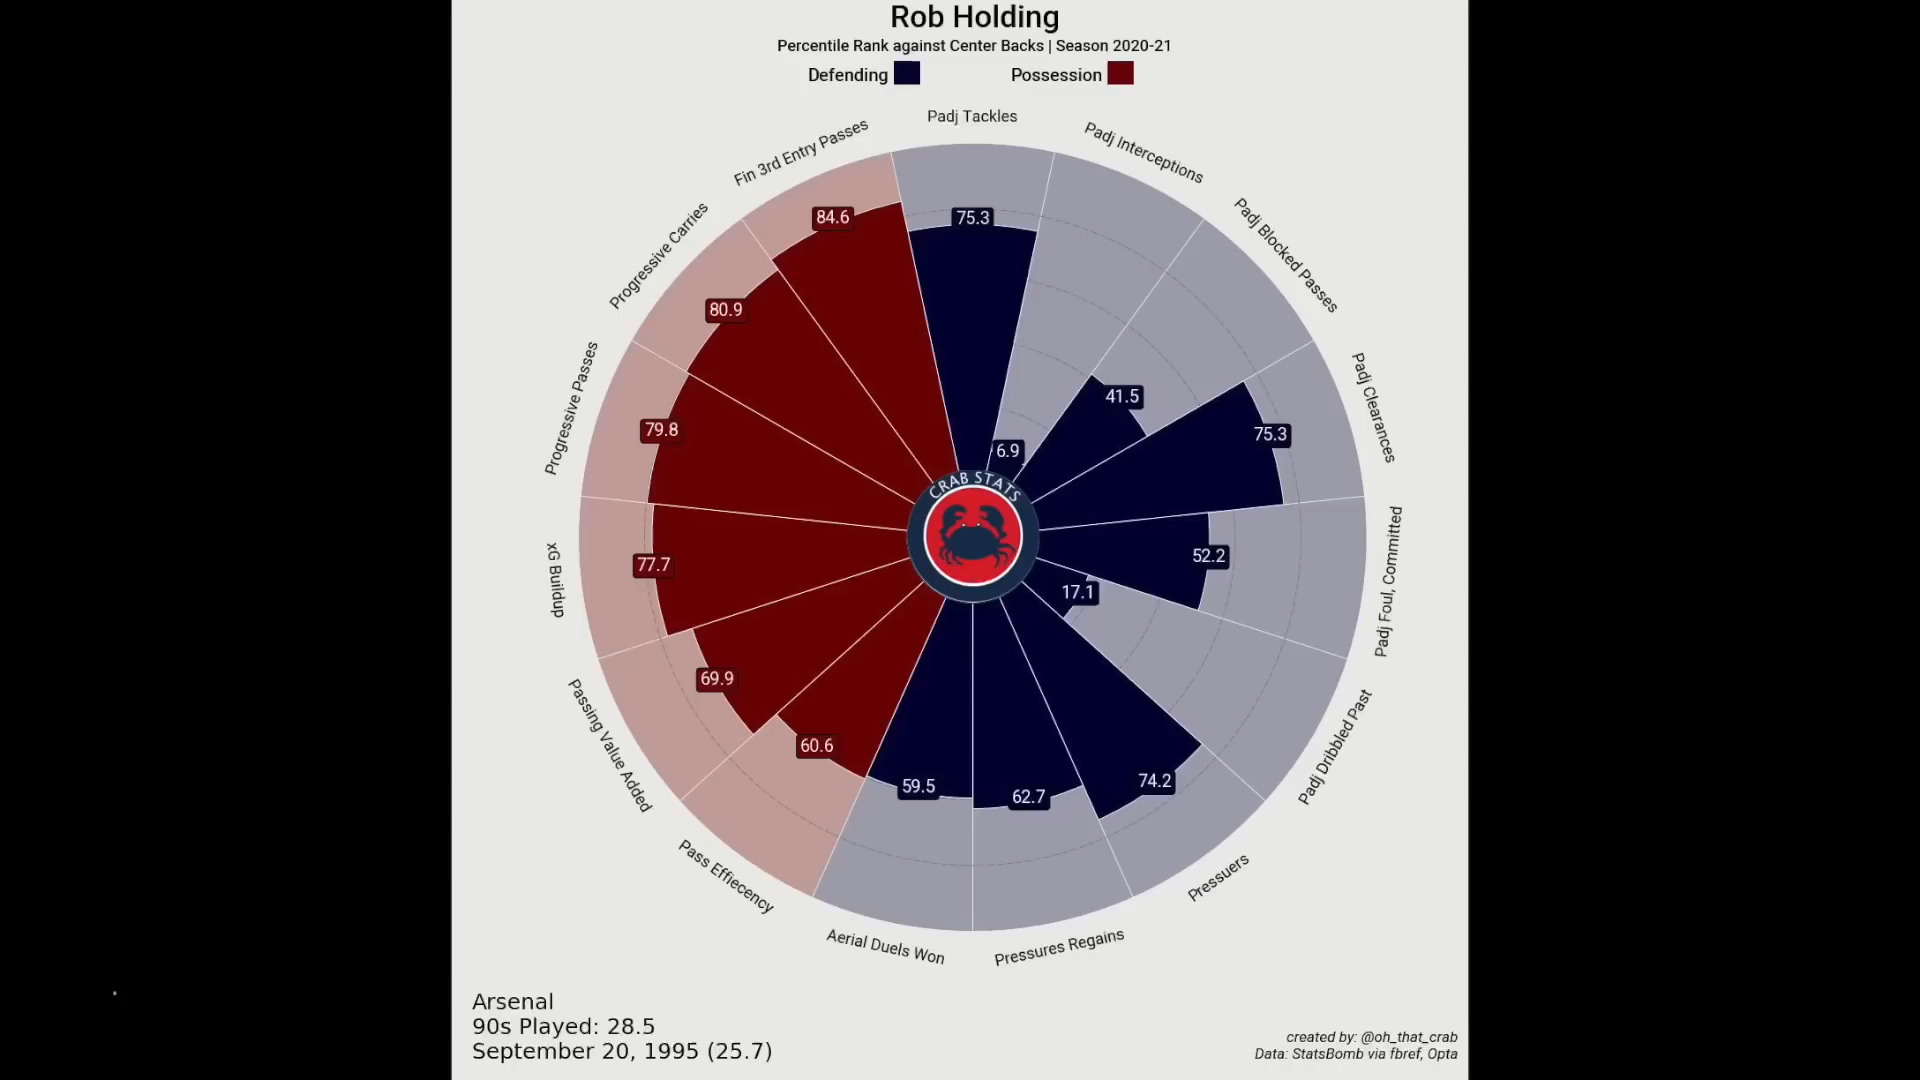 Rob Holding
Percentile Rank against Center Backs | Season 2020-21
Defending
Possession
Padj Tackles
Padj Interceptions
Padj Blocked Passes
Padj Clearances
Padj Foul, Committed
Padj Dribbled Past
Pressuers
Pressures Regains
Aerial Duels Won
Pass Effiecency
Passing Value Added
xG Buildup
Progressive Passes
Progressive Carries
Fin 3rd Entry Passes
75.3
6.9
41.5
75.3
52.2
17.1
74.2
62.7
59.5
60.6
69.9
77.7
79.8
80.9
84.6
CRAB STATS
Arsenal
90s Played: 28.5
September 20, 1995 (25.7)
created by: @oh_that_crab
Data: StatsBomb via fbref, Opta